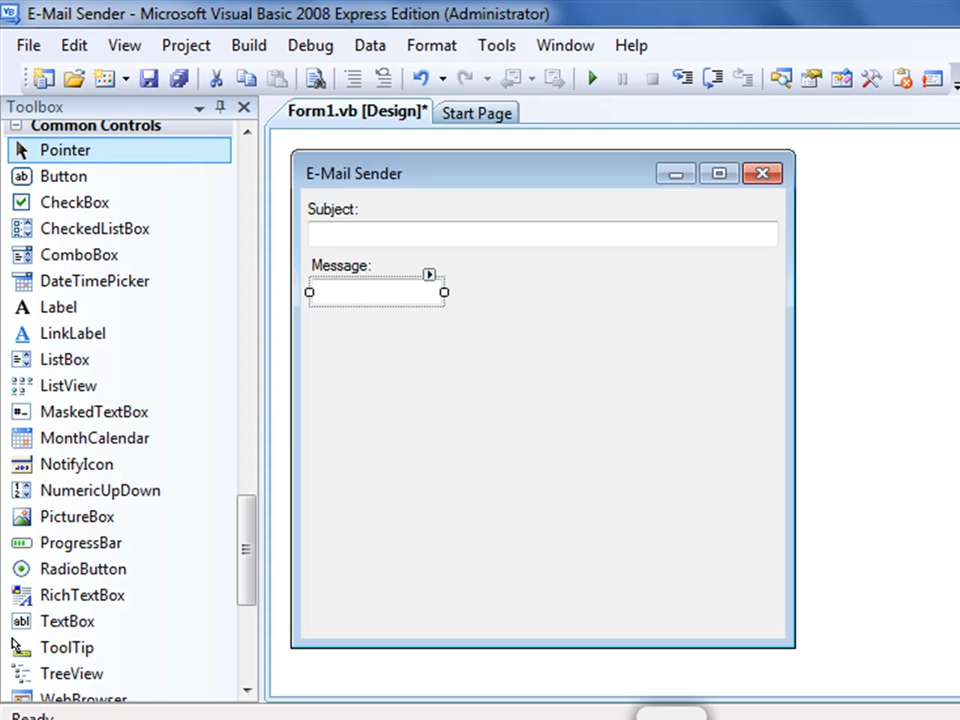 E-Mail Sender - Microsoft Visual Basic 2008 Express Edition (Administrator)
File Edit View Project Build Debug Data Format Tools Window Help
Toolbox
Form1.vb [Design]* Start Page
Common Controls
Pointer
Button
CheckBox
CheckedListBox
ComboBox
DateTimePicker
Label
LinkLabel
ListBox
ListView
MaskedTextBox
MonthCalendar
NotifyIcon
NumericUpDown
PictureBox
ProgressBar
RadioButton
RichTextBox
TextBox
ToolTip
TreeView
WebBrowser
E-Mail Sender
Subject:
Message:
Ready